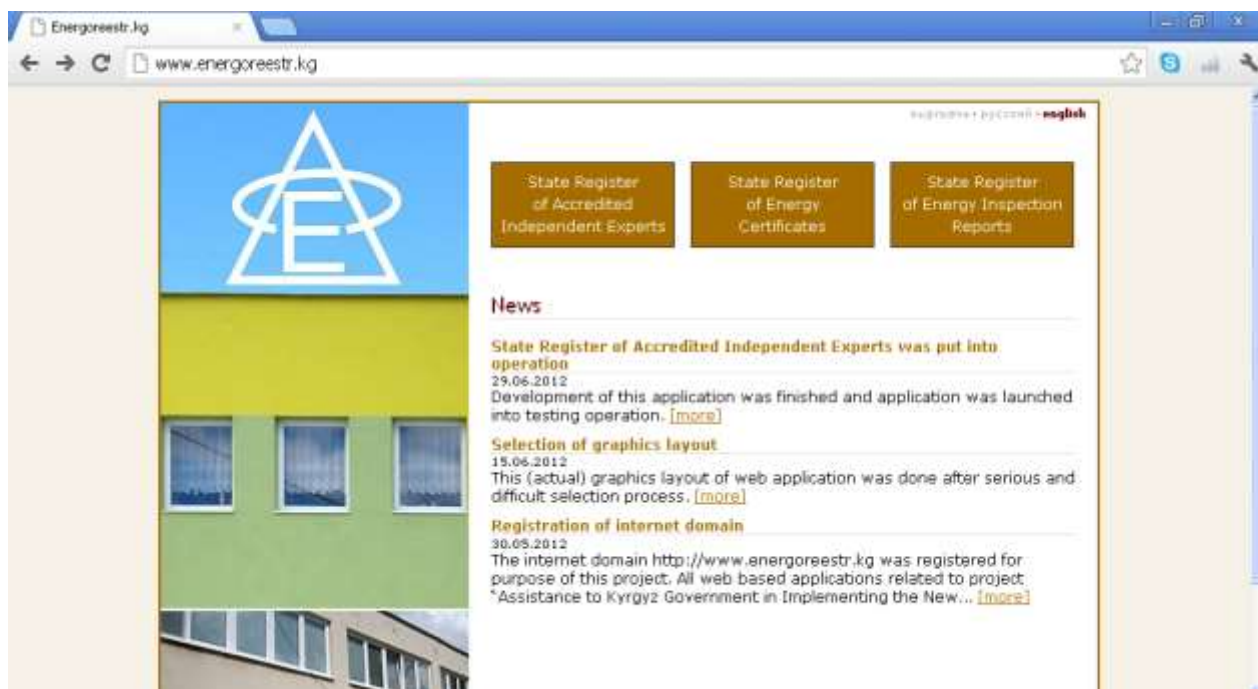 Energoreestr.kg
www.energoreestr.kg
русский • english
State Register
of Accredited
Independent Experts
State Register
of Energy
Certificates
State Register
of Energy Inspection
Reports
E
News
State Register of Accredited Independent Experts was put into
operation
29.06.2012
Development of this application was finished and application was launched
into testing operation. [more]
Selection of graphics layout
15.06.2012
This (actual) graphics layout of web application was done after serious and
difficult selection process. [more]
Registration of internet domain
30.05.2012
The internet domain http://www.energoreestr.kg was registered for
purpose of this project. All web based applications related to project
"Assistance to Kyrgyz Government in Implementing the New... [more]